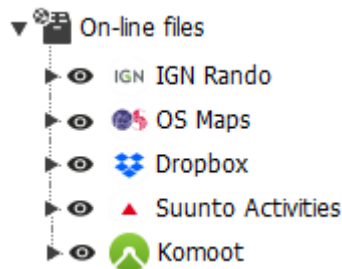 On-line files
IGN IGN Rando
OS Maps
Dropbox
Suunto Activities
Komoot